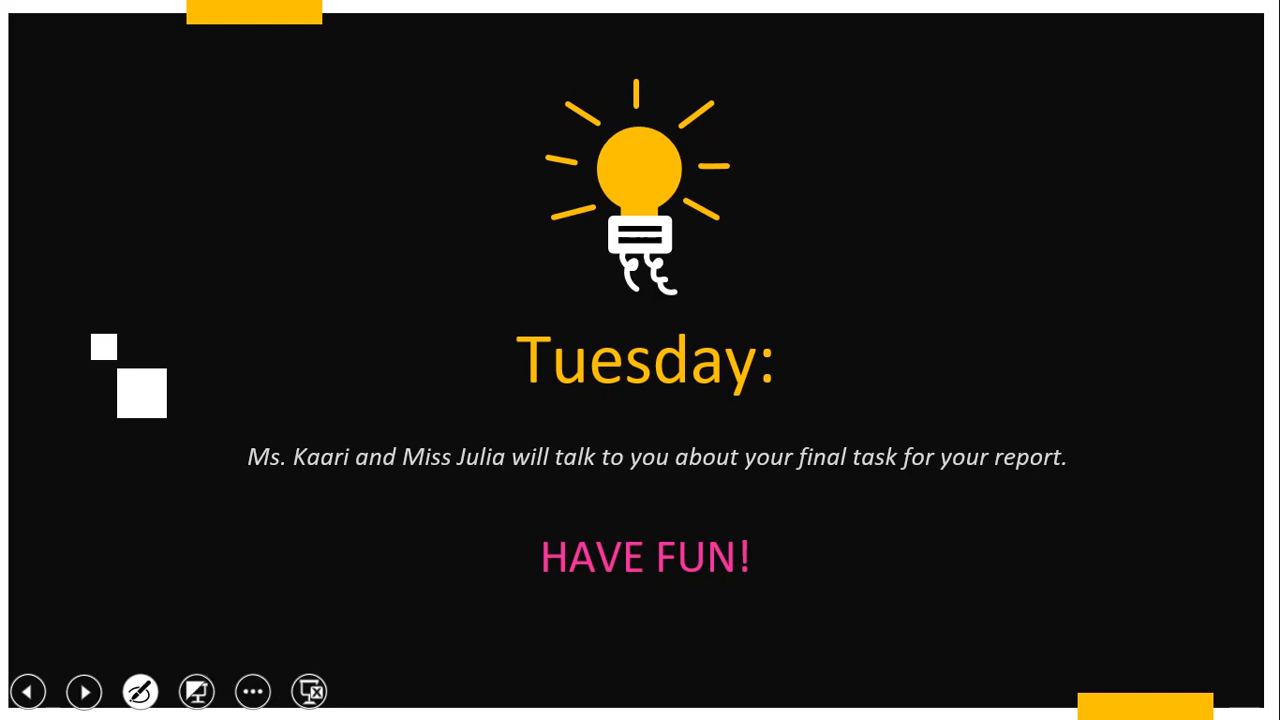 Tuesday:
Ms. Kaari and Miss Julia will talk to you about your final task for your report.
HAVE FUN!